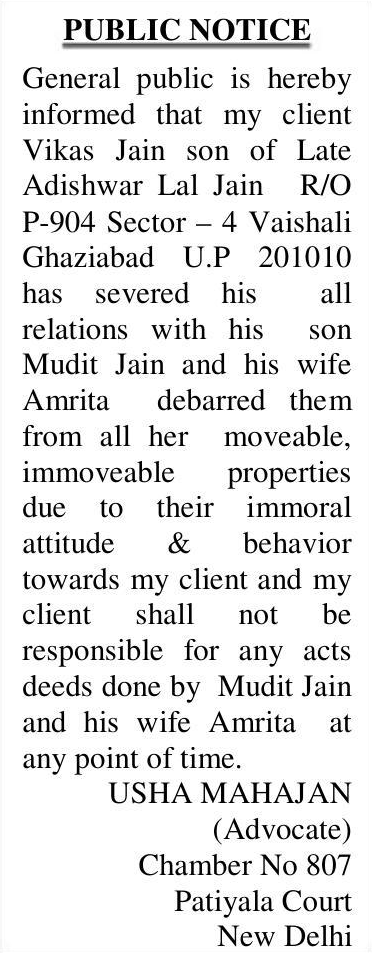 PUBLIC NOTICE
General public is hereby
informed that my client
Vikas Jain son of Late
Adishwar Lal Jain R/O
P-904 Sector – 4 Vaishali
Ghaziabad U.P 201010
has severed his all
relations with his son
Mudit Jain and his wife
Amrita debarred them
from all her moveable,
immoveable properties
due to their immoral
attitude & behavior
towards my client and my
client shall not be
responsible for any acts
deeds done by Mudit Jain
and his wife Amrita at
any point of time.
USHA MAHAJAN
(Advocate)
Chamber No 807
Patiyala Court
New Delhi